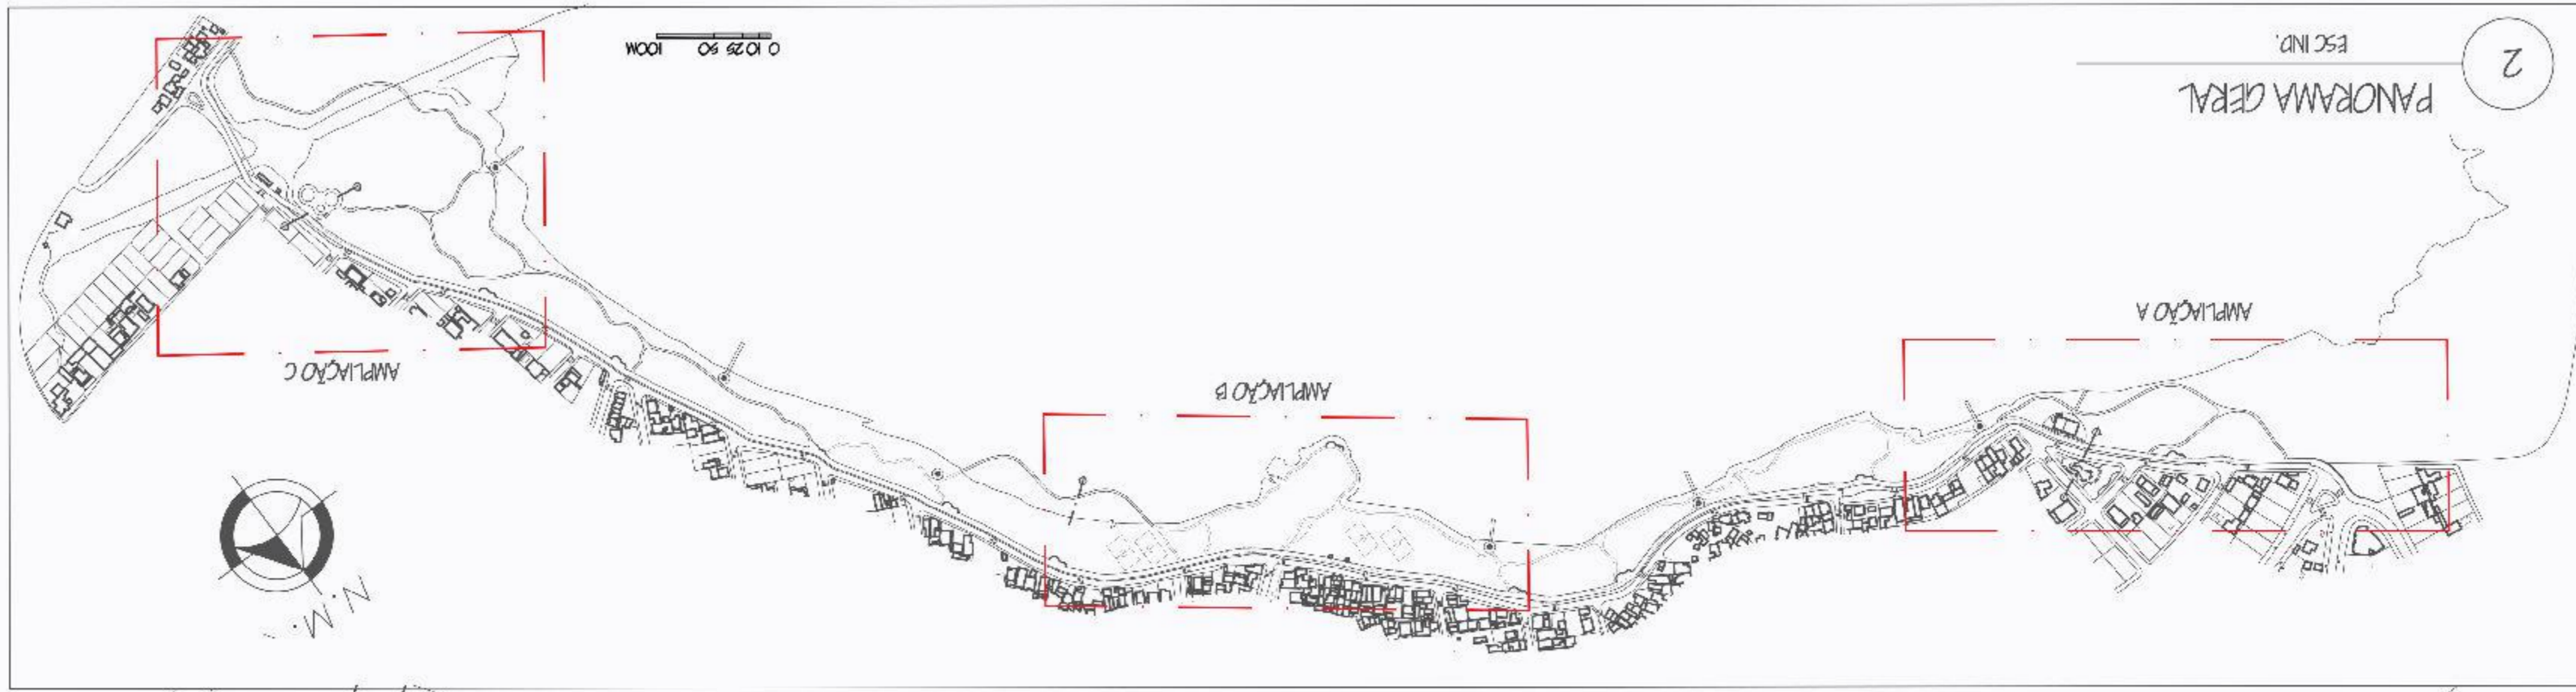 N.M.
AMPLIAÇÃO B
AMPLIAÇÃO C
AMPLIAÇÃO A
PANORAMA GERAL
2
ESC IND.
0 10 25 50 100M